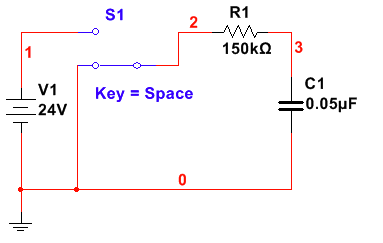 S1
2
R1
1
150kΩ
3
V1
24V
Key = Space
C1
0.05µF
0